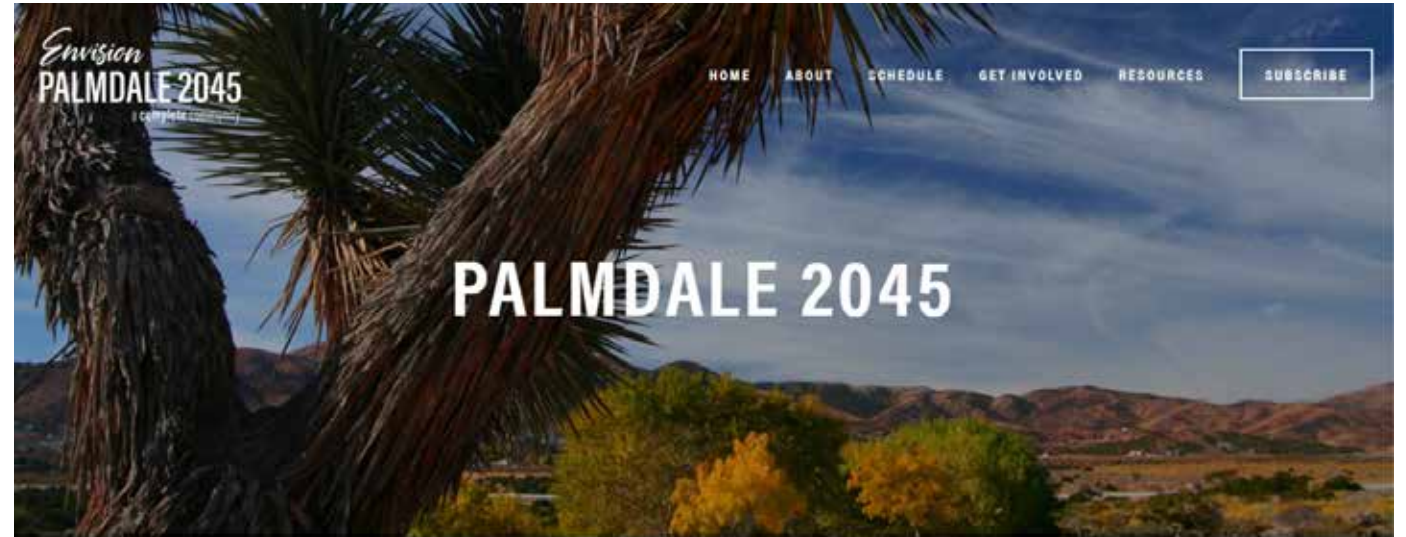 Envision
PALMDALE 2045
a complete community
HOME ABOUT SCHEDULE GET INVOLVED RESOURCES SUBSCRIBE
PALMDALE 2045